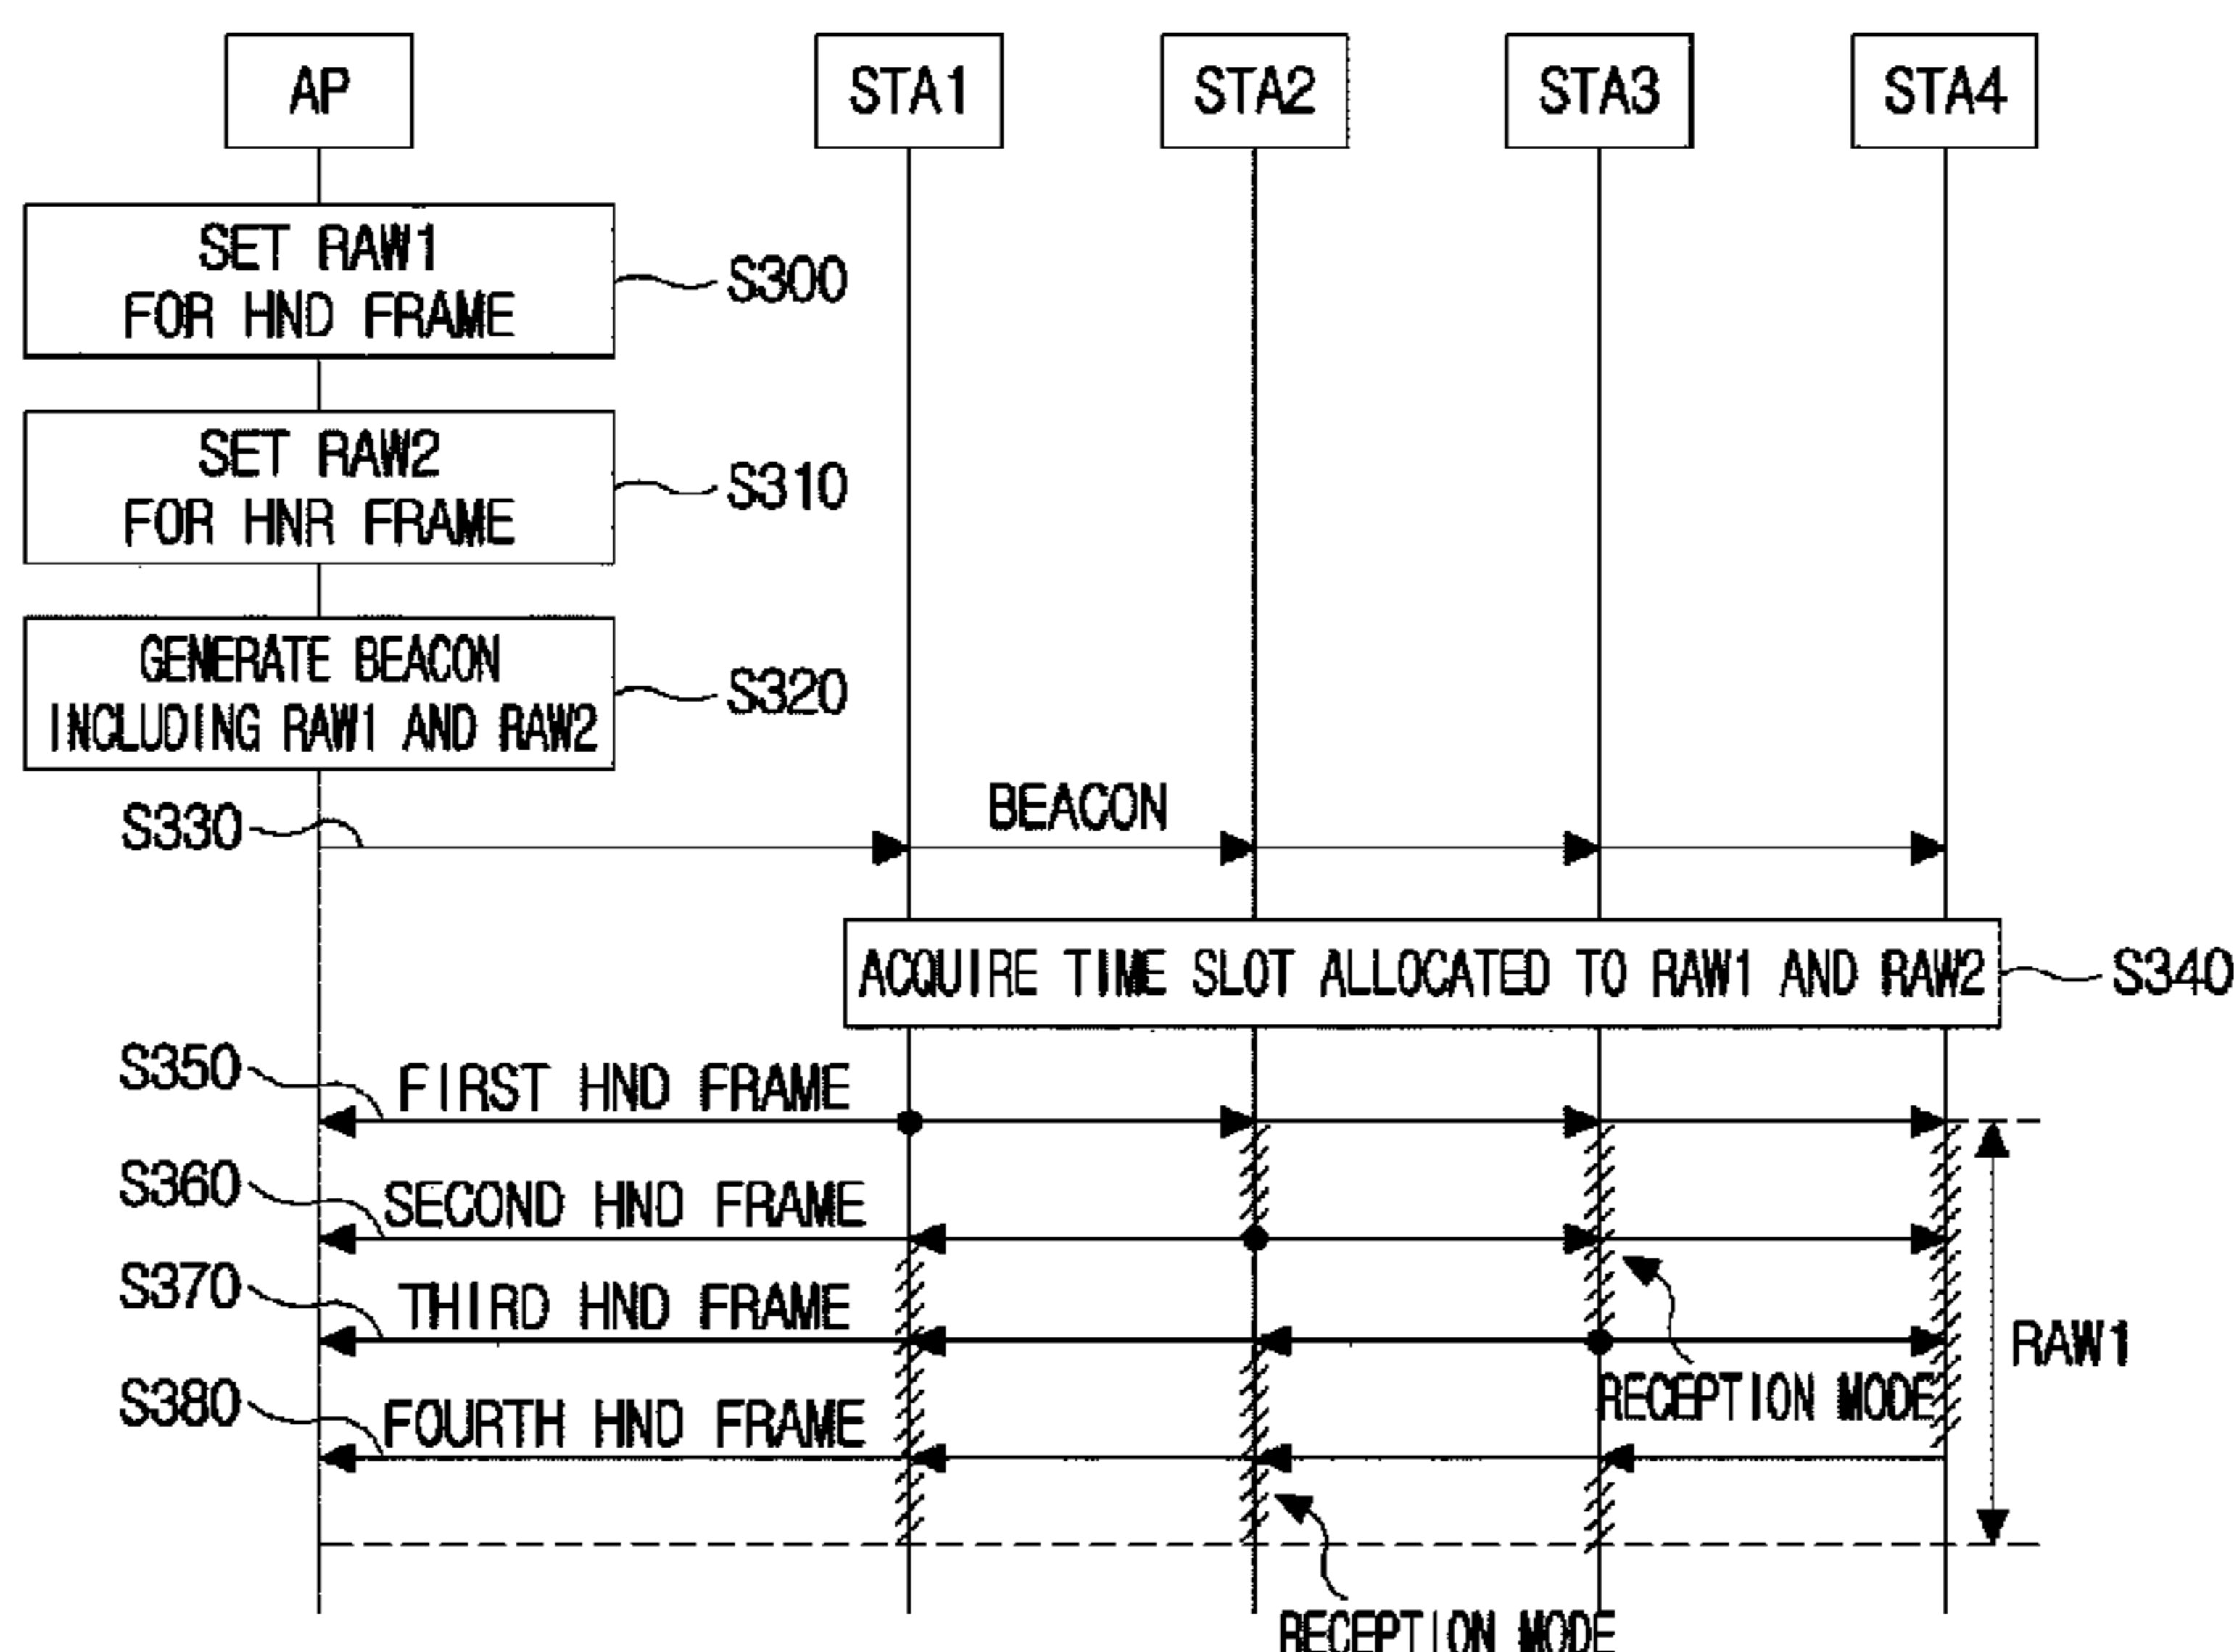 AP
STA1
STA2
STA3
STA4
SET RAW1
FOR HND FRAME
S300
SET RAW2
FOR HNR FRAME
S310
GENERATE BEACON
INCLUDING RAW1 AND RAW2
S320
S330
BEACON
ACQUIRE TIME SLOT ALLOCATED TO RAW1 AND RAW2
S340
S350
FIRST HND FRAME
S360
SECOND HND FRAME
S370
THIRD HND FRAME
RAW1
S380
FOURTH HND FRAME
RECEPTION MODE
RECEPTION MODE